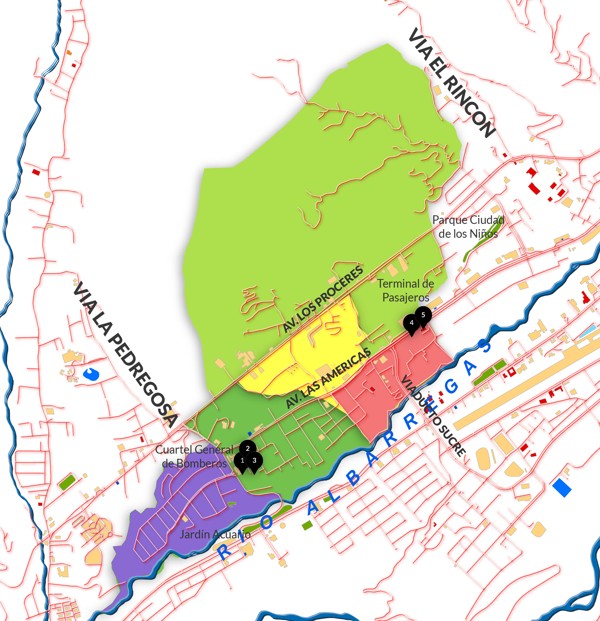 VIA EL RINCON
Parque Ciudad
de los Niños
Terminal de
Pasajeros
5
4
AV. LOS PROCERES
VIA LA PEDREGOSA
AV. LAS AMERICAS
VIADUCTO SUCRE
Cuartel General
de Bomberos
2
1
3
Jardín Acuario
RIO ALBARREGAS